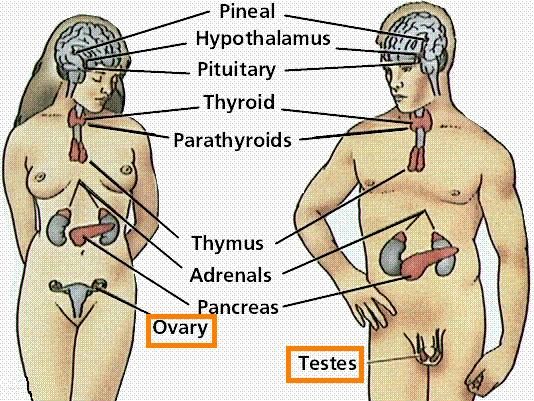 Pineal
Hypothalamus
Pituitary
Thyroid
Parathyroids
Thymus
Adrenals
Pancreas
Ovary
Testes